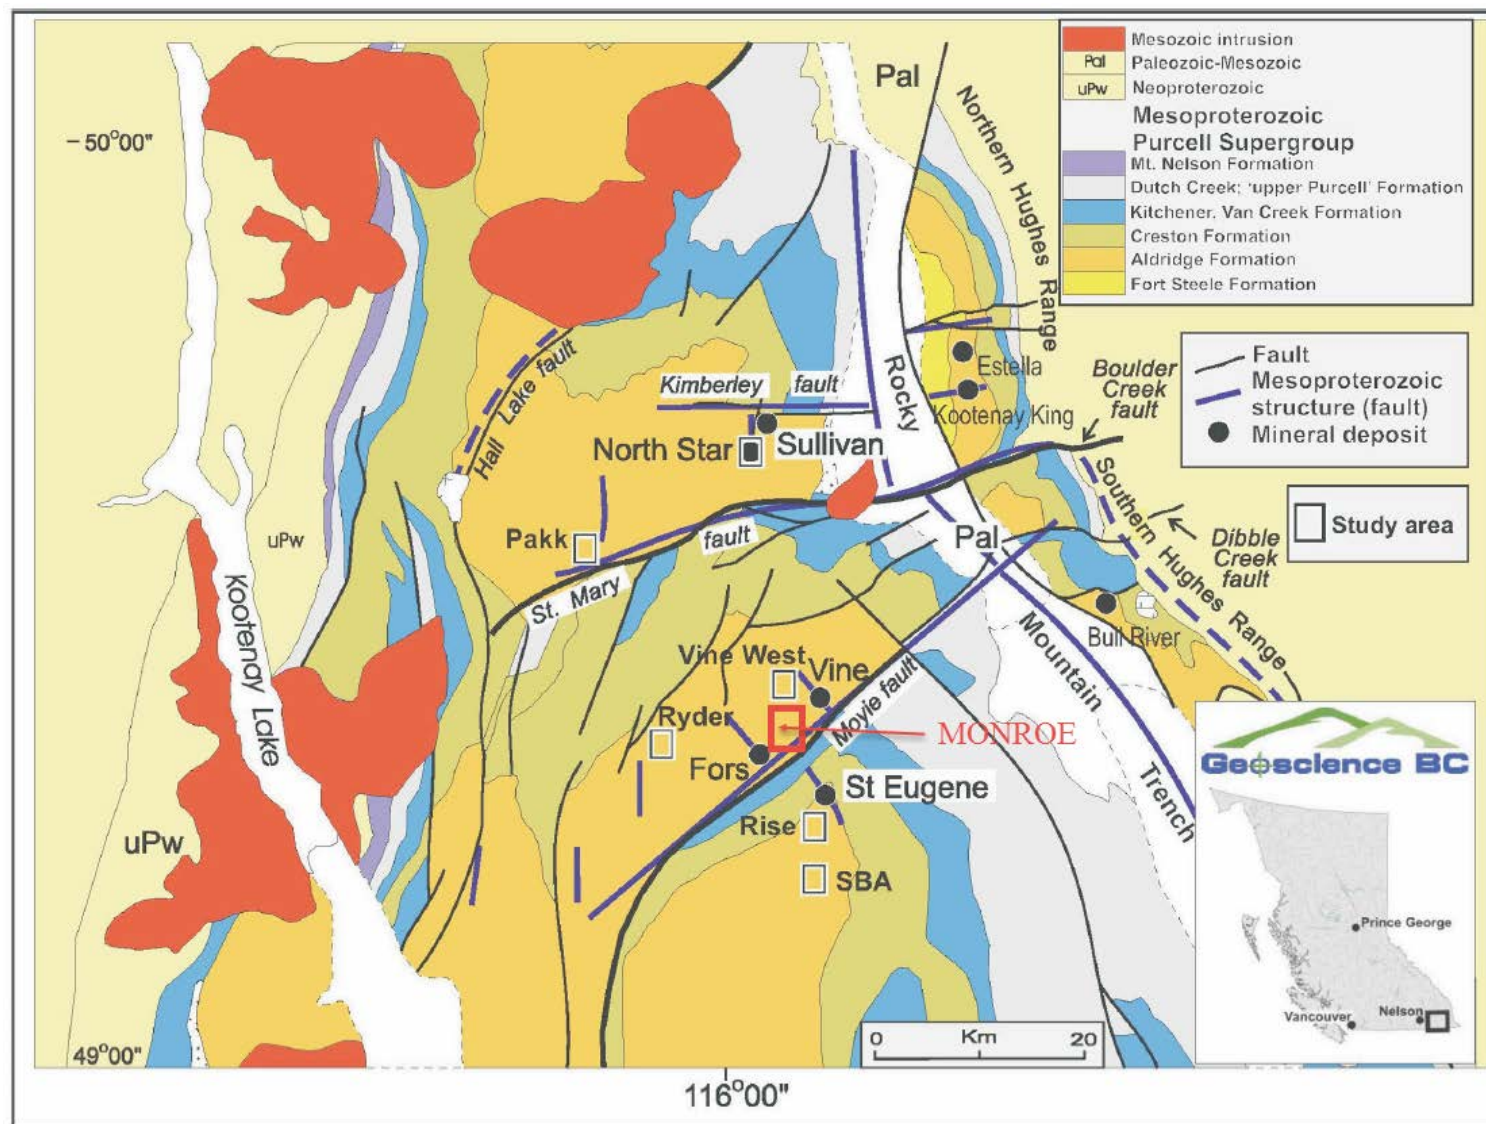 Mesozoic intrusion
Pal Paleozoic-Mesozoic
uPw Neoproterozoic
Mesoproterozoic
Purcell Supergroup
Mt. Nelson Formation
Dutch Creek; 'upper Purcell' Formation
Kitchener, Van Creek Formation
Creston Formation
Aldridge Formation
Fort Steele Formation
Fault
Mesoproterozoic
structure (fault)
Mineral deposit
Study area
50°00"
Pal
Northern Hughes Range
Rocky
Mountain
Trench
Estella
Kootenay King
Boulder
Creek
fault
Hall Lake fault
Kimberley fault
North Star
Sullivan
Southern Hughes Range
Dibble
Creek
fault
uPw
Pakk
fault
St. Mary
Pal
Kootenay Lake
Bull River
Vine West
Vine
Moyie fault
Ryder
MONROE
Fors
St Eugene
Rise
SBA
uPw
Geoscience BC
Prince George
Vancouver
Nelson
0 Km 20
49°00"
116°00"